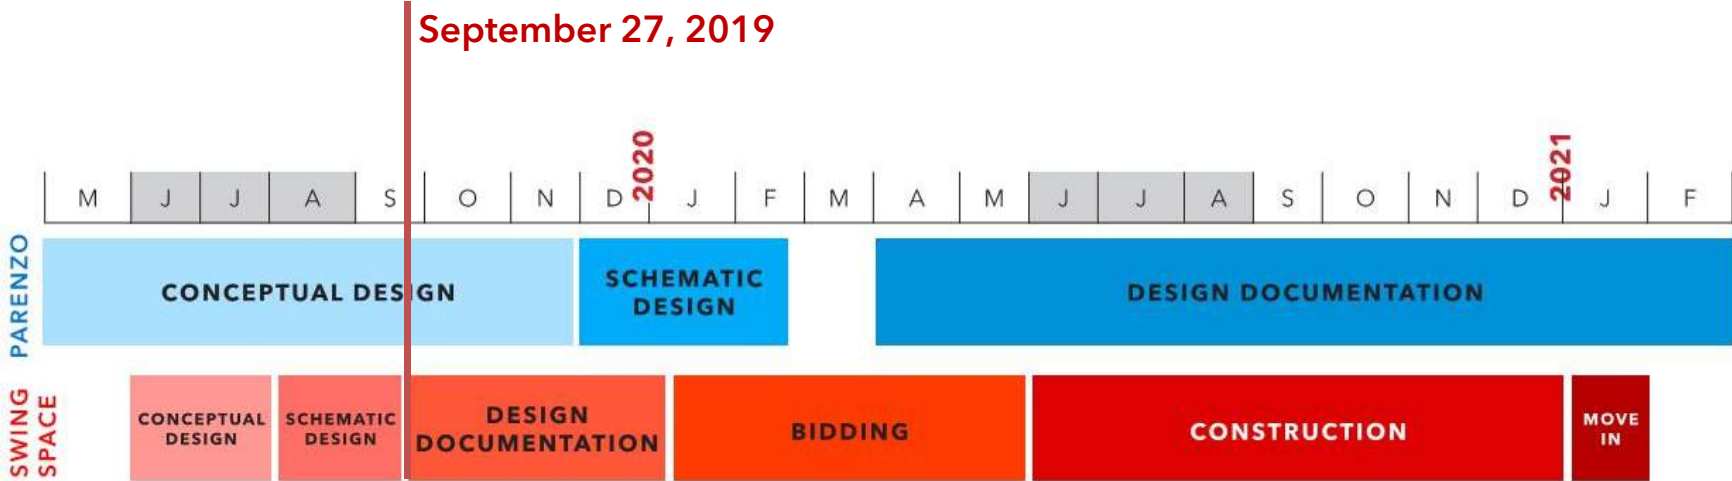 September 27, 2019
2020
2021
M J J A S O N D J F M A M J J A S O N D J F
PARENZO
CONCEPTUAL DESIGN
SCHEMATIC
DESIGN
DESIGN DOCUMENTATION
SWING
SPACE
CONCEPTUAL
DESIGN
SCHEMATIC
DESIGN
DESIGN
DOCUMENTATION
BIDDING
CONSTRUCTION
MOVE
IN